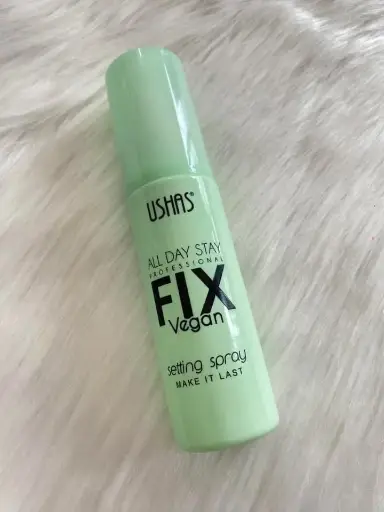 USHAS®
ALL DAY STAY
PROFESSIONAL
FIX
Vegan
setting spray
MAKE IT LAST